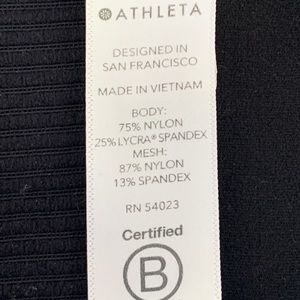 ATHLETA
DESIGNED IN
SAN FRANCISCO
MADE IN VIETNAM
BODY:
75% NYLON
25% LYCRA® SPANDEX
MESH:
87% NYLON
13% SPANDEX
RN 54023
Certified
B